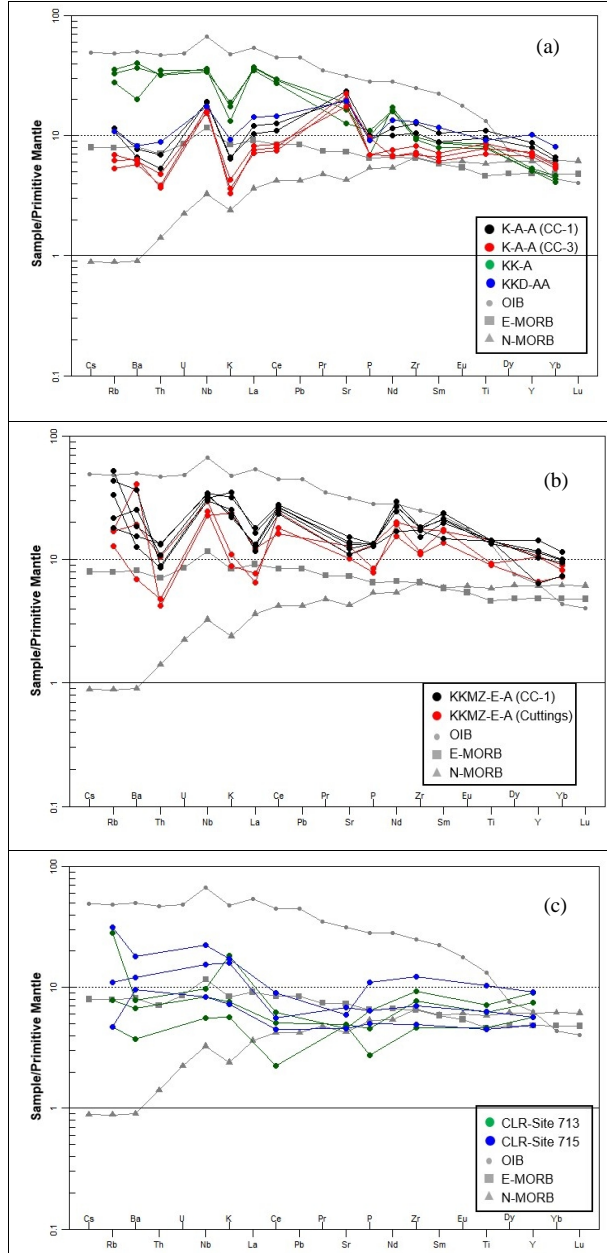 (a)
100
10
1
0.1
Sample/Primitive Mantle
K-A-A (CC-1)
K-A-A (CC-3)
KK-A
KKD-AA
OIB
E-MORB
N-MORB
Cs Ba U K Ce Pr P Zr Eu Dy Yb
Rb Th Nb La Pb Sr Nd Sm Ti Y Lu
(b)
100
10
1
0.1
Sample/Primitive Mantle
KKMZ-E-A (CC-1)
KKMZ-E-A (Cuttings)
OIB
E-MORB
N-MORB
Cs Ba U K Ce Pr P Zr Eu Dy Yb
Rb Th Nb La Pb Sr Nd Sm Ti Y Lu
(c)
100
10
1
0.1
Sample/Primitive Mantle
CLR-Site 713
CLR-Site 715
OIB
E-MORB
N-MORB
Cs Ba U K Ce Pr P Zr Eu Dy Yb
Rb Th Nb La Pb Sr Nd Sm Ti Y Lu